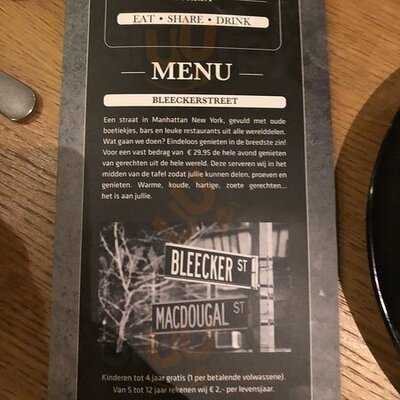 EAT • SHARE • DRINK
MENU
BLEECKERSTREET
Een straat in Manhattan New York, gevuld met oude
boetiekjes, bars en leuke restaurants uit alle werelddelen.
Wat gaan we doen? Eindeloos genieten in de breedste zin!
Voor een vast bedrag van € 29,95 de hele avond genieten
van gerechten uit de hele wereld. Deze serveren wij in het
midden van de tafel zodat jullie kunnen delen, proeven en
genieten. Warme, koude, hartige, zoete gerechten...
het is aan jullie.
BLEECKER ST
MACDOUGAL ST
Kinderen tot 4 jaar gratis (1 per betalende volwassene).
Van 5 tot 12 jaar rekenen wij € 2,- per levensjaar.